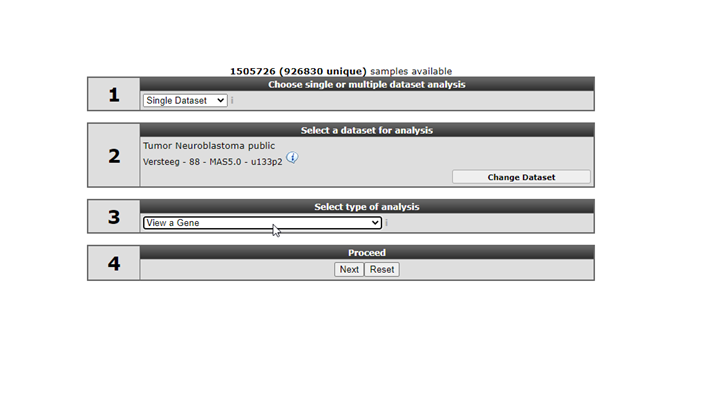 1505726 (926830 unique) samples available
1
Choose single or multiple dataset analysis
Single Dataset
2
Select a dataset for analysis
Tumor Neuroblastoma public
Versteeg - 88 - MAS5.0 - u133p2
Change Dataset
3
Select type of analysis
View a Gene
4
Proceed
Next Reset